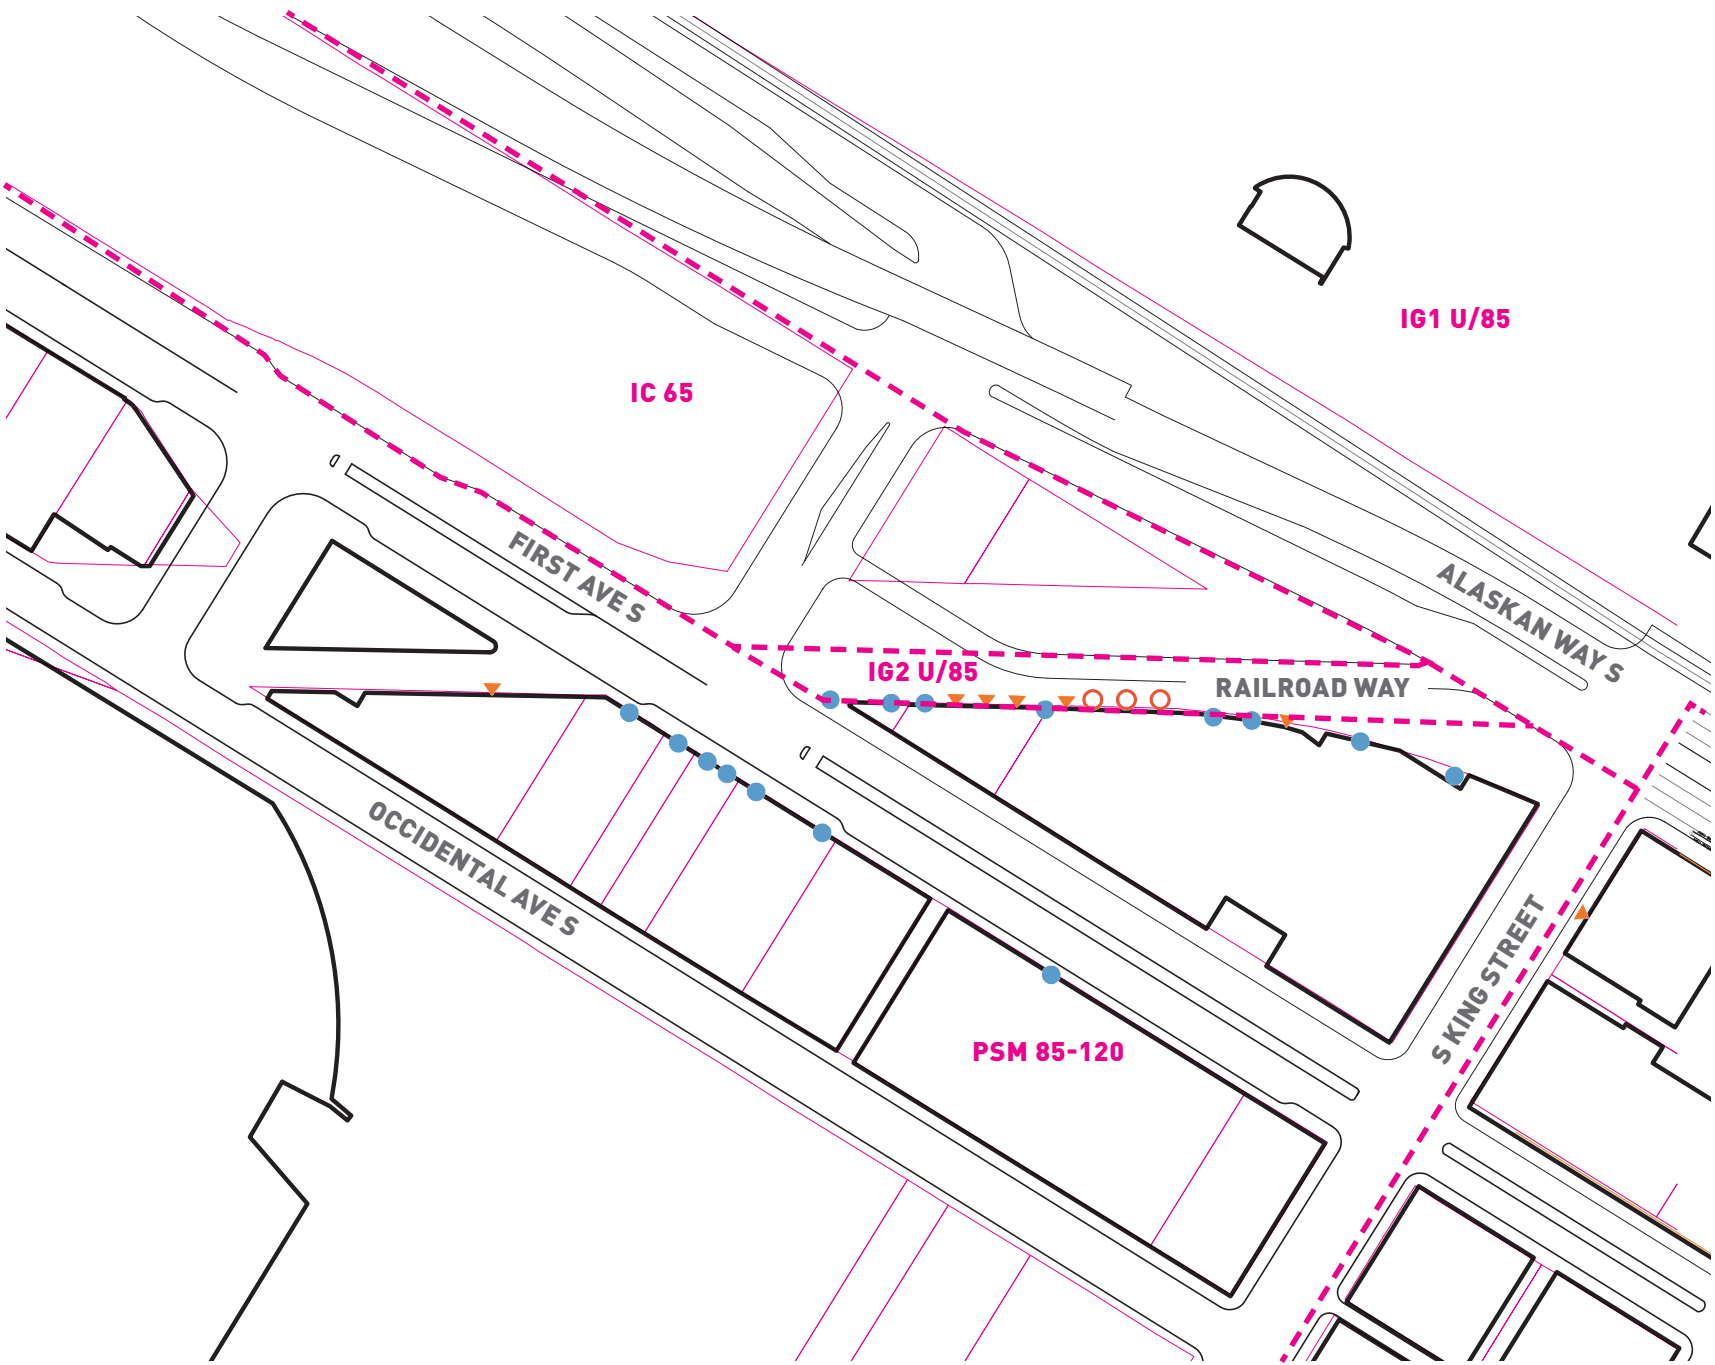 IG1 U/85
IC 65
FIRST AVE S
ALASKAN WAY S
IG2 U/85
RAILROAD WAY
OCCIDENTAL AVE S
S KING STREET
PSM 85-120